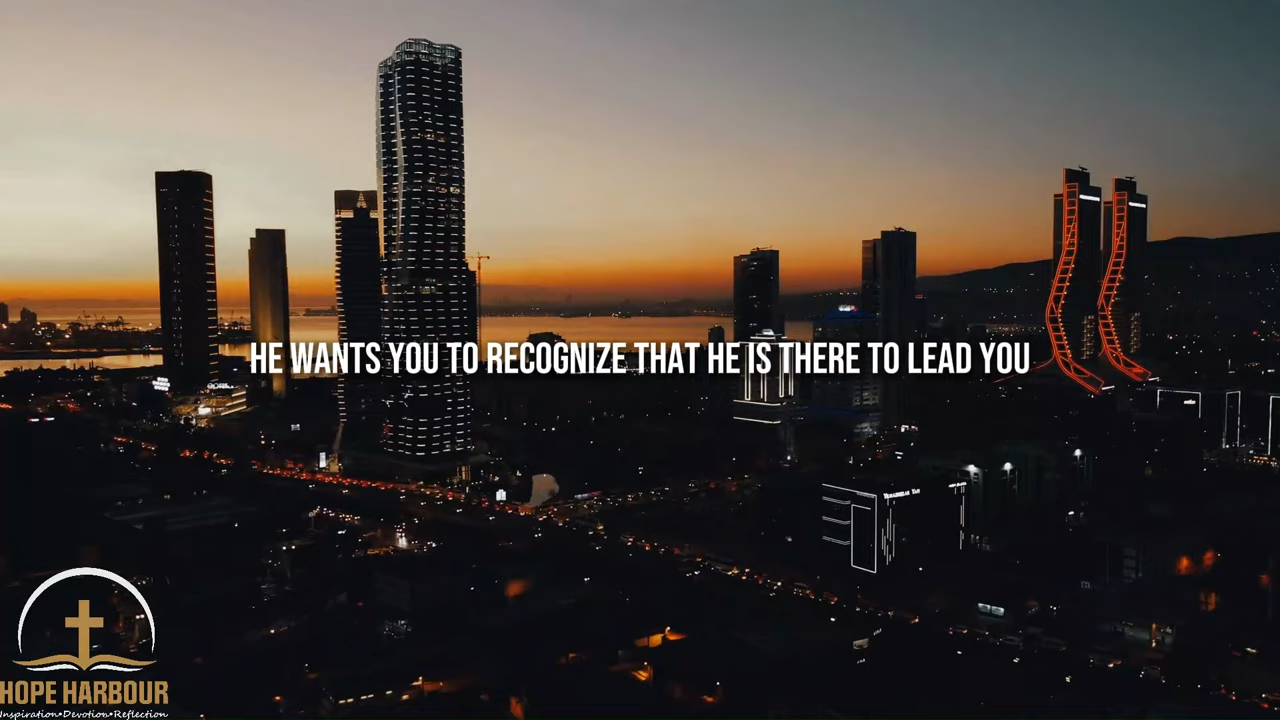 HE WANTS YOU TO RECOGNIZE THAT HE IS THERE TO LEAD YOU
HOPE HARBOUR
Inspiration•Devotion•Reflection